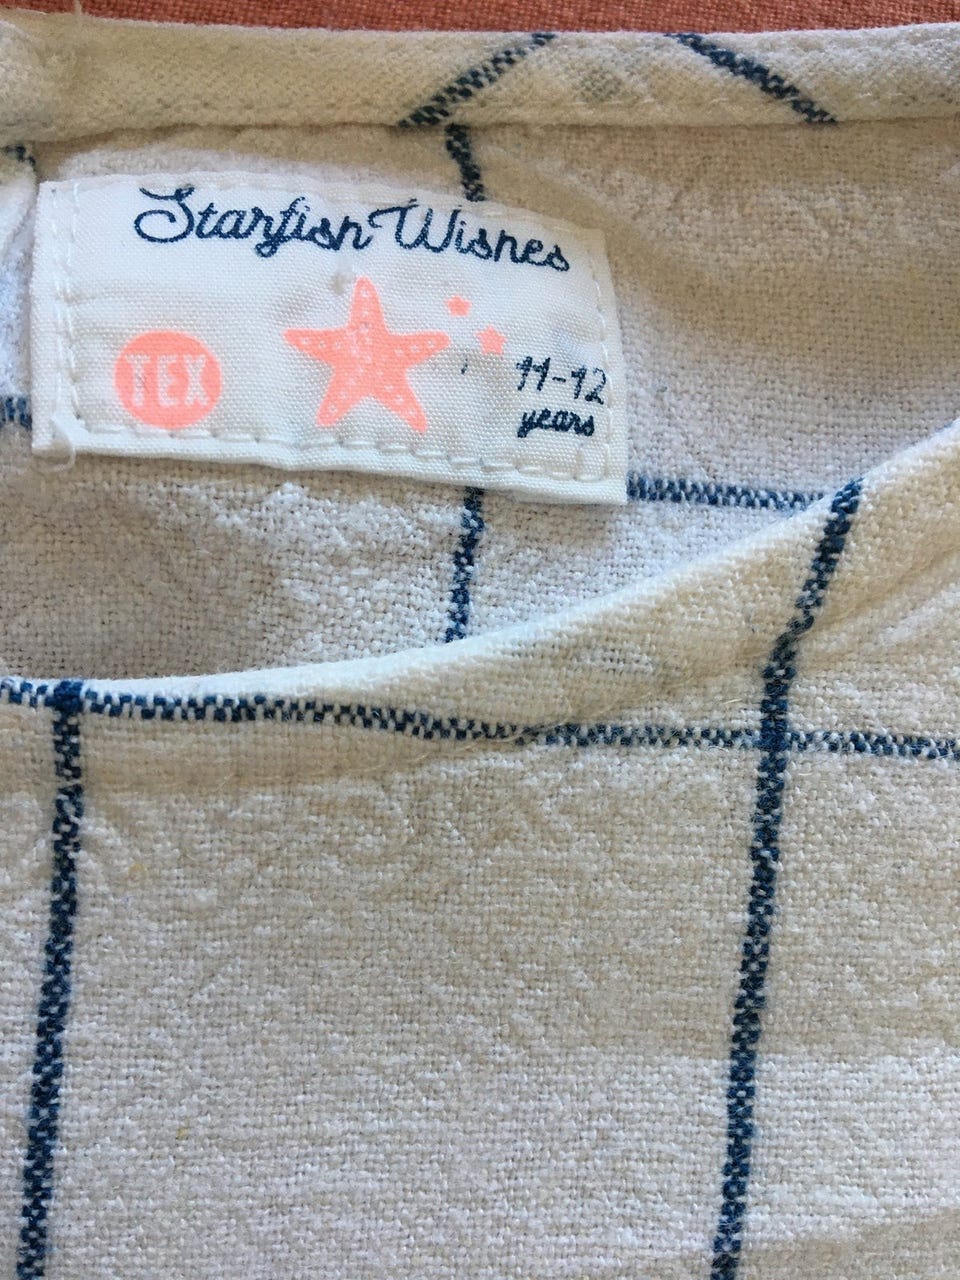 Starfish Wishes
TEX
11-12
years